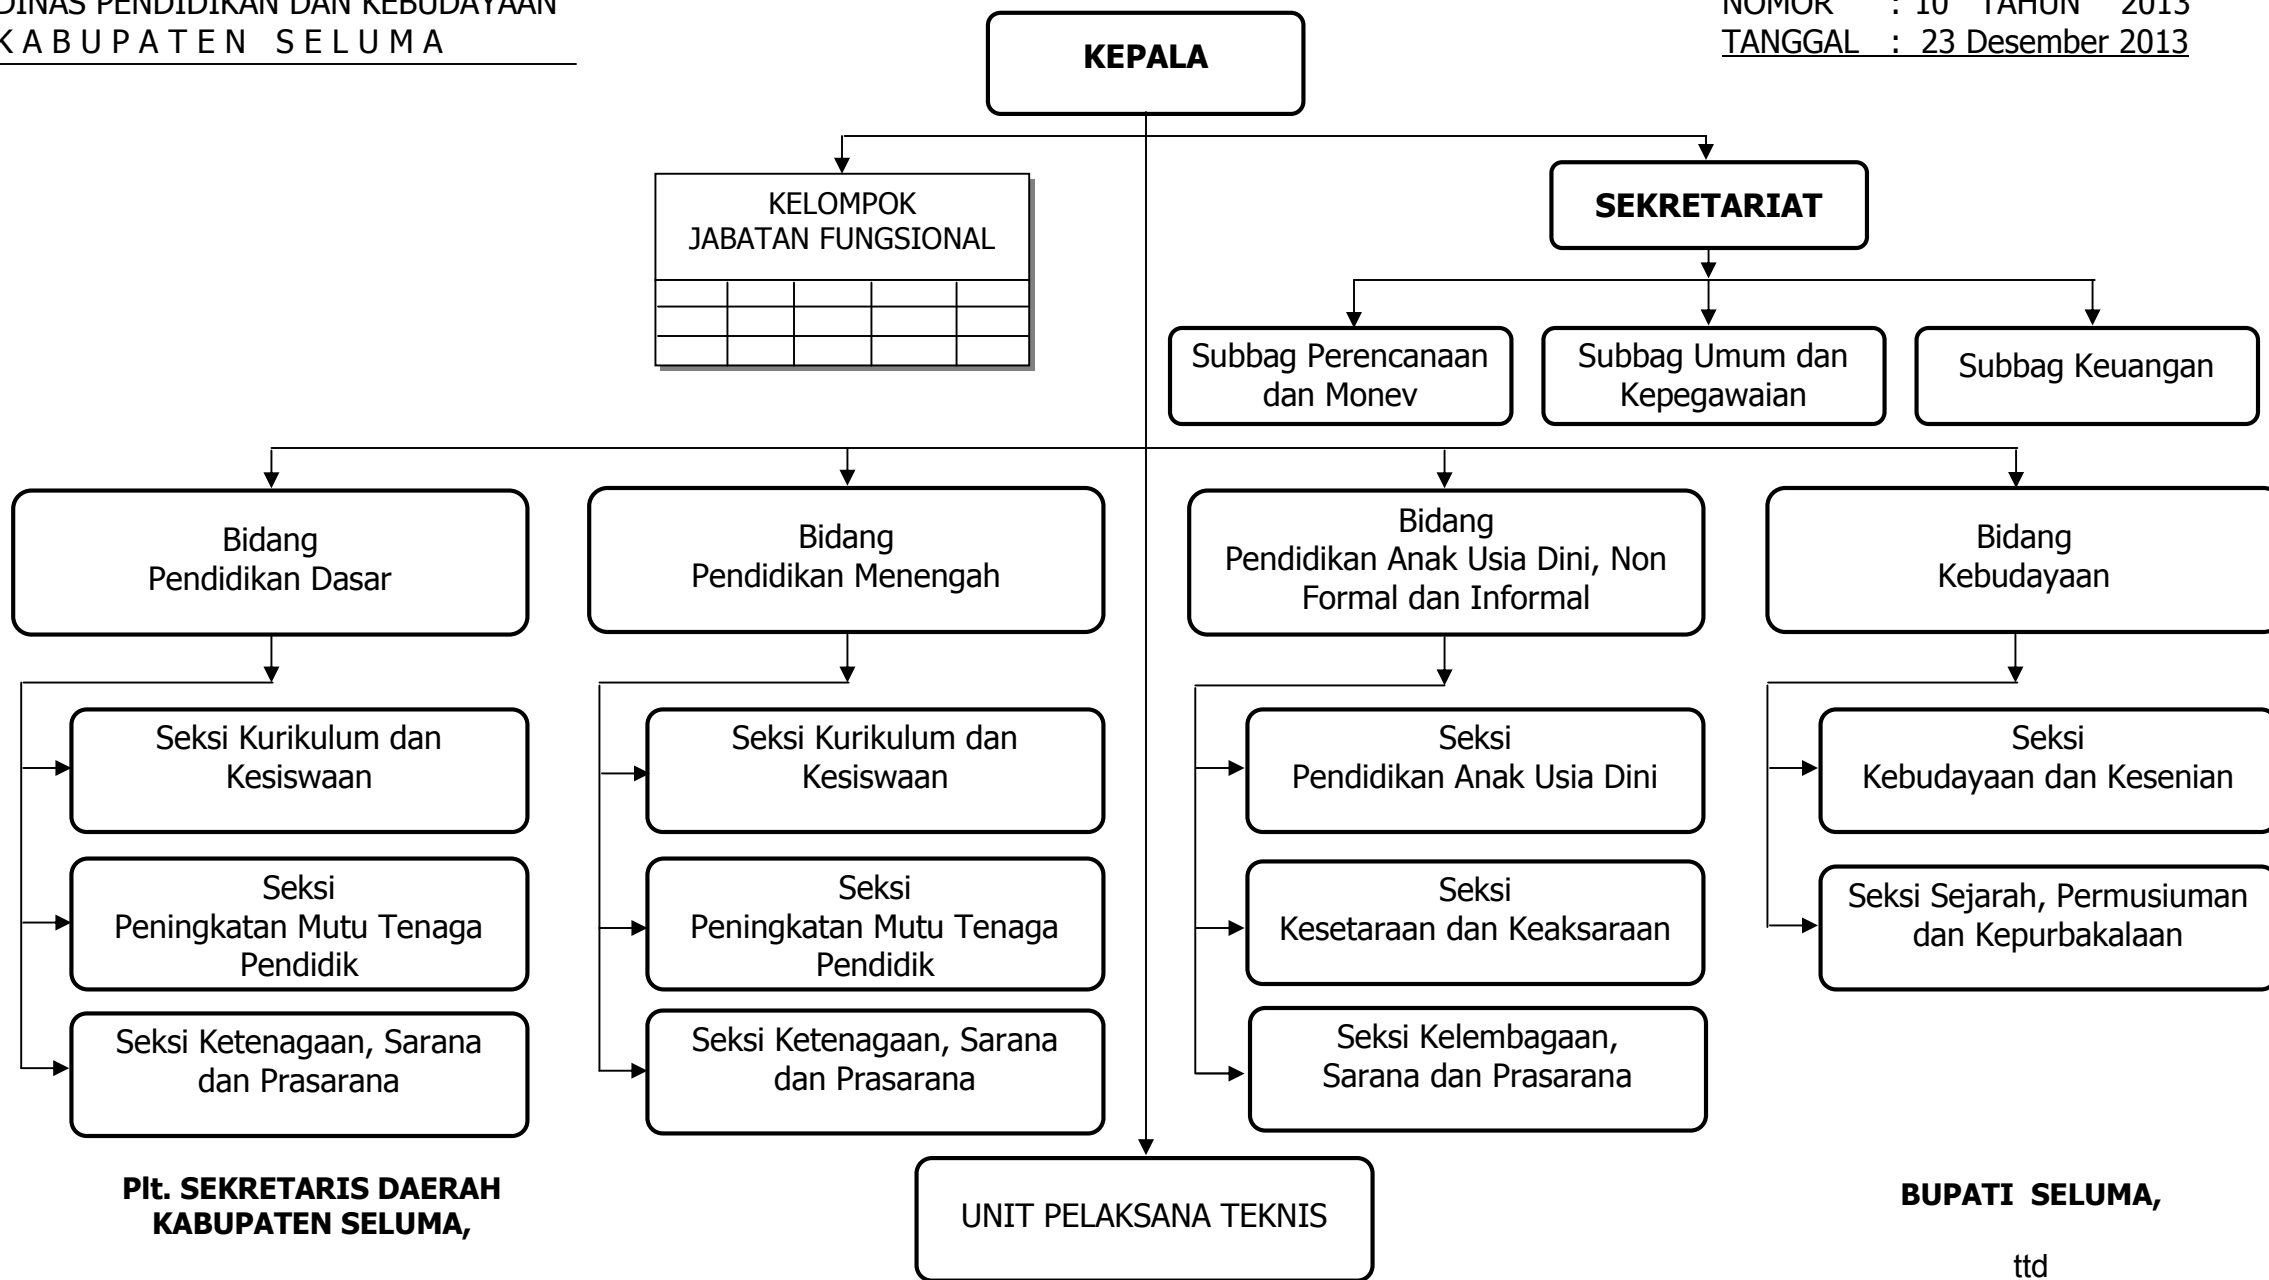 DINAS PENDIDIKAN DAN KEBUDAYAAN
KABUPATEN SELUMA
NOMOR : 10 TAHUN 2013
TANGGAL : 23 Desember 2013
KEPALA
KELOMPOK
JABATAN FUNGSIONAL
SEKRETARIAT
Subbag Perencanaan
dan Monev
Subbag Umum dan
Kepegawaian
Subbag Keuangan
Bidang
Pendidikan Dasar
Bidang
Pendidikan Menengah
Bidang
Pendidikan Anak Usia Dini, Non
Formal dan Informal
Bidang
Kebudayaan
Seksi Kurikulum dan
Kesiswaan
Seksi
Peningkatan Mutu Tenaga
Pendidik
Seksi Ketenagaan, Sarana
dan Prasarana
Seksi Kurikulum dan
Kesiswaan
Seksi
Peningkatan Mutu Tenaga
Pendidik
Seksi Ketenagaan, Sarana
dan Prasarana
Seksi
Pendidikan Anak Usia Dini
Seksi
Kesetaraan dan Keaksaraan
Seksi Kelembagaan,
Sarana dan Prasarana
Seksi
Kebudayaan dan Kesenian
Seksi Sejarah, Permusiuman
dan Kepurbakalaan
UNIT PELAKSANA TEKNIS
Plt. SEKRETARIS DAERAH
KABUPATEN SELUMA,
BUPATI SELUMA,
ttd